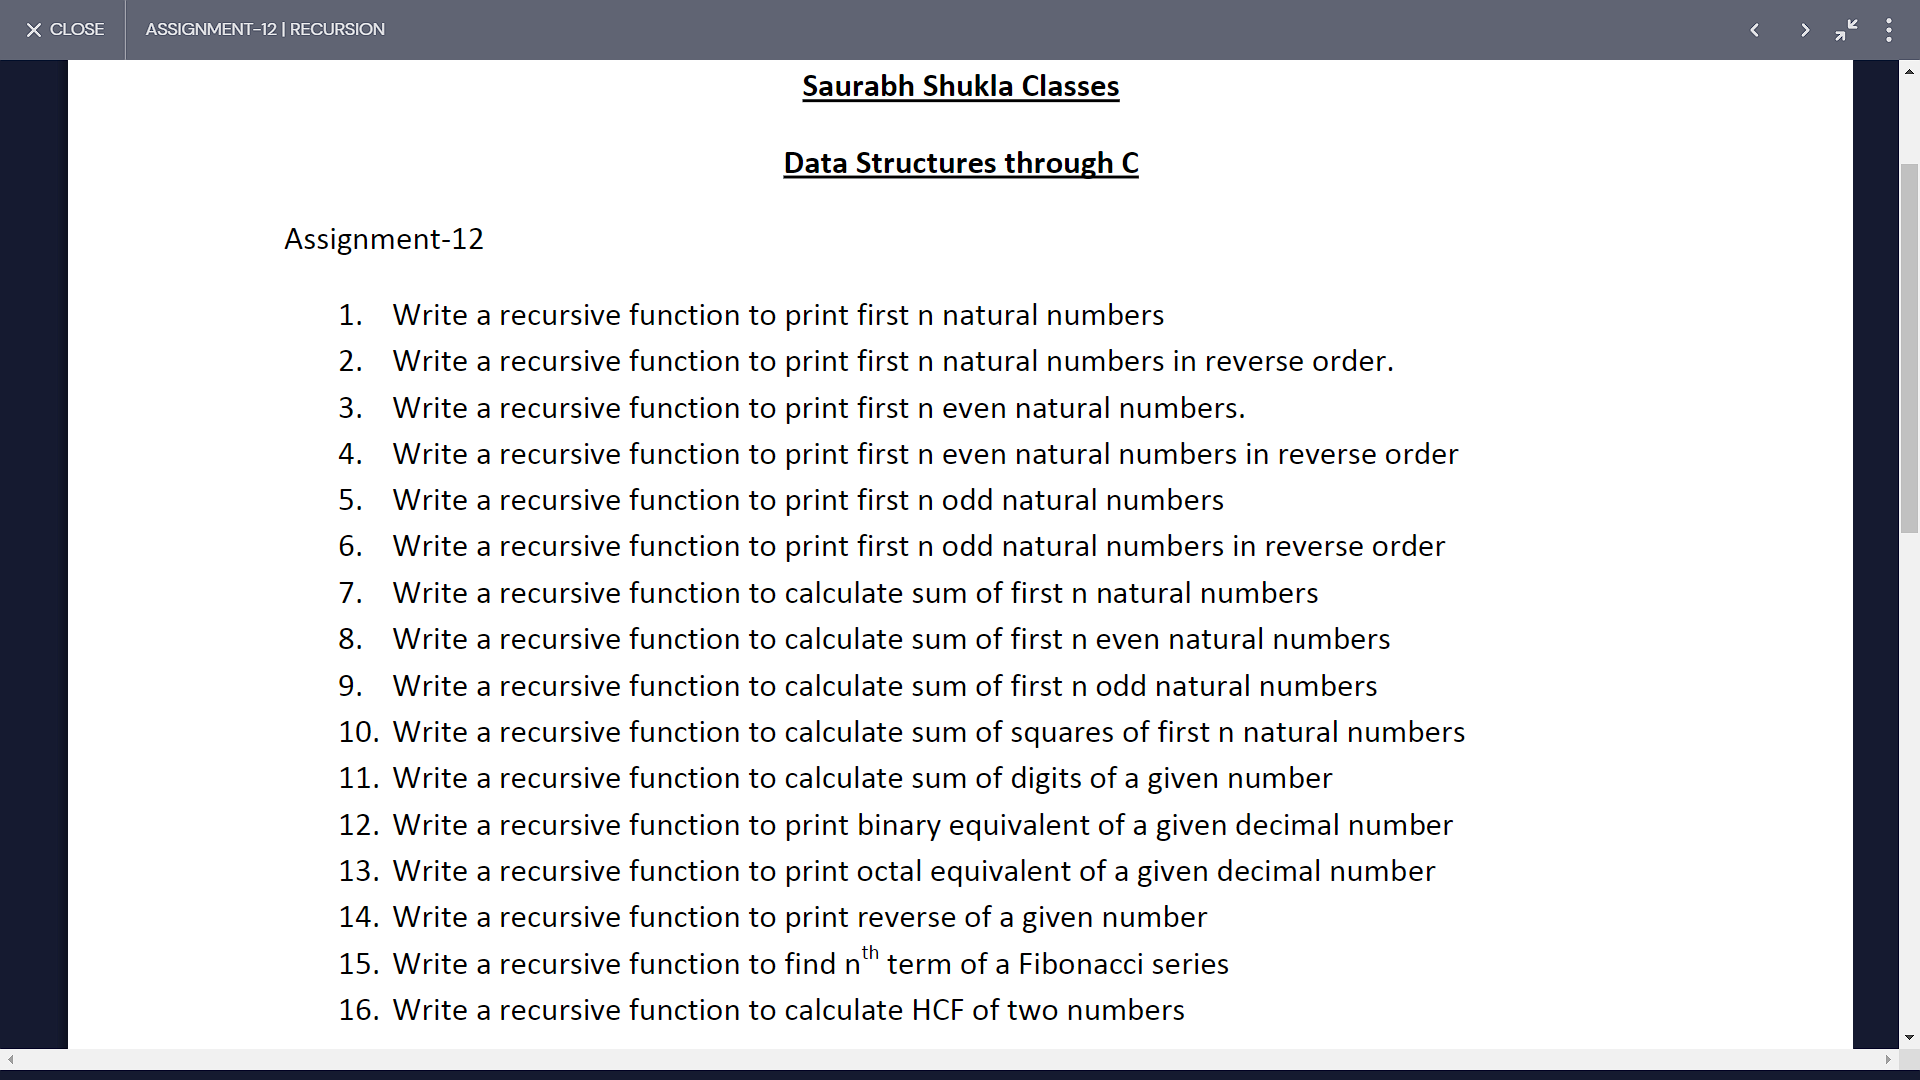 CLOSE
ASSIGNMENT-12 | RECURSION
Saurabh Shukla Classes
Data Structures through C
Assignment-12
1. Write a recursive function to print first n natural numbers
2. Write a recursive function to print first n natural numbers in reverse order.
3. Write a recursive function to print first n even natural numbers.
4. Write a recursive function to print first n even natural numbers in reverse order
5. Write a recursive function to print first n odd natural numbers
6. Write a recursive function to print first n odd natural numbers in reverse order
7. Write a recursive function to calculate sum of first n natural numbers
8. Write a recursive function to calculate sum of first n even natural numbers
9. Write a recursive function to calculate sum of first n odd natural numbers
10. Write a recursive function to calculate sum of squares of first n natural numbers
11. Write a recursive function to calculate sum of digits of a given number
12. Write a recursive function to print binary equivalent of a given decimal number
13. Write a recursive function to print octal equivalent of a given decimal number
14. Write a recursive function to print reverse of a given number
15. Write a recursive function to find nth term of a Fibonacci series
16. Write a recursive function to calculate HCF of two numbers